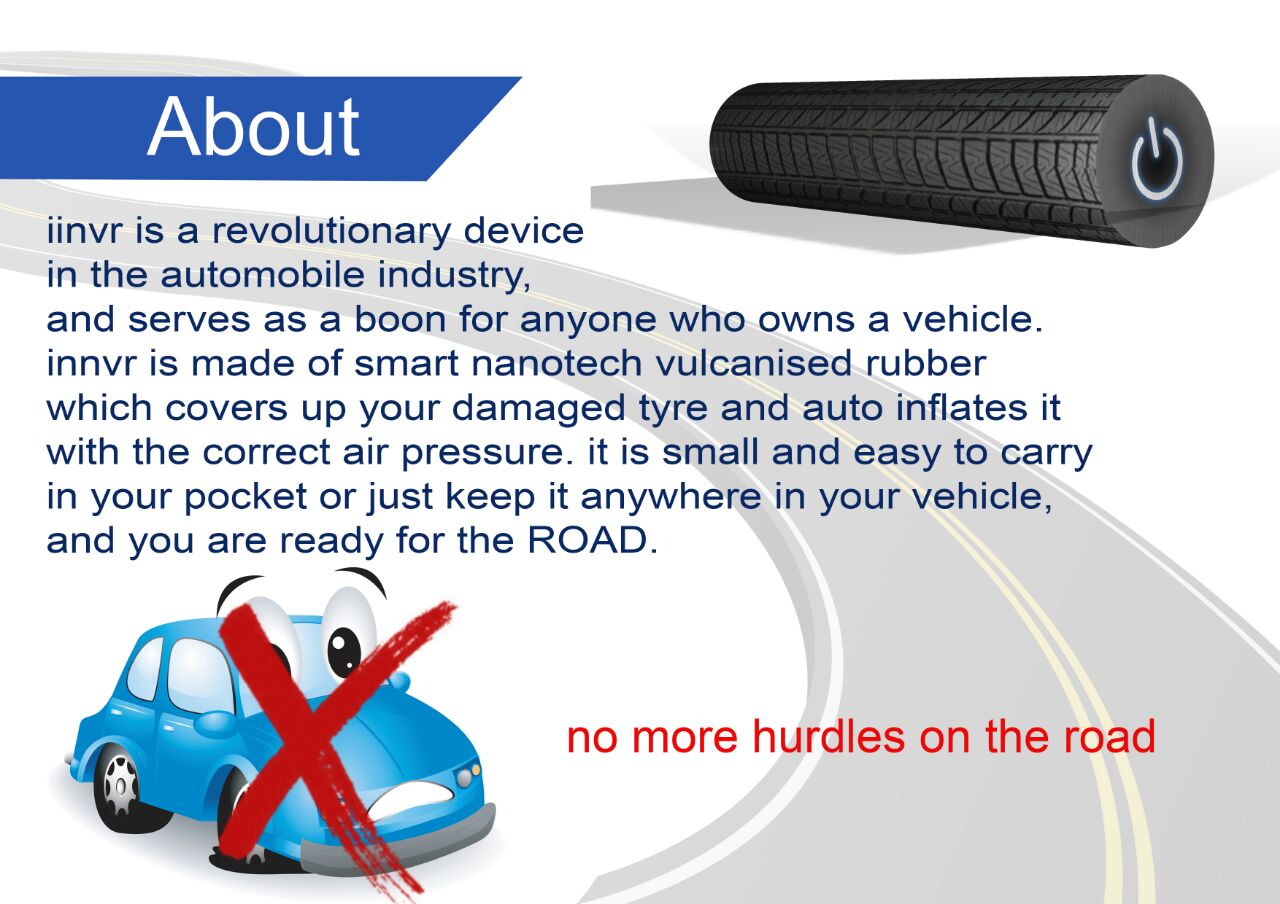 About
iinvr is a revolutionary device
in the automobile industry,
and serves as a boon for anyone who owns a vehicle.
innvr is made of smart nanotech vulcanised rubber
which covers up your damaged tyre and auto inflates it
with the correct air pressure. it is small and easy to carry
in your pocket or just keep it anywhere in your vehicle,
and you are ready for the ROAD.
no more hurdles on the road